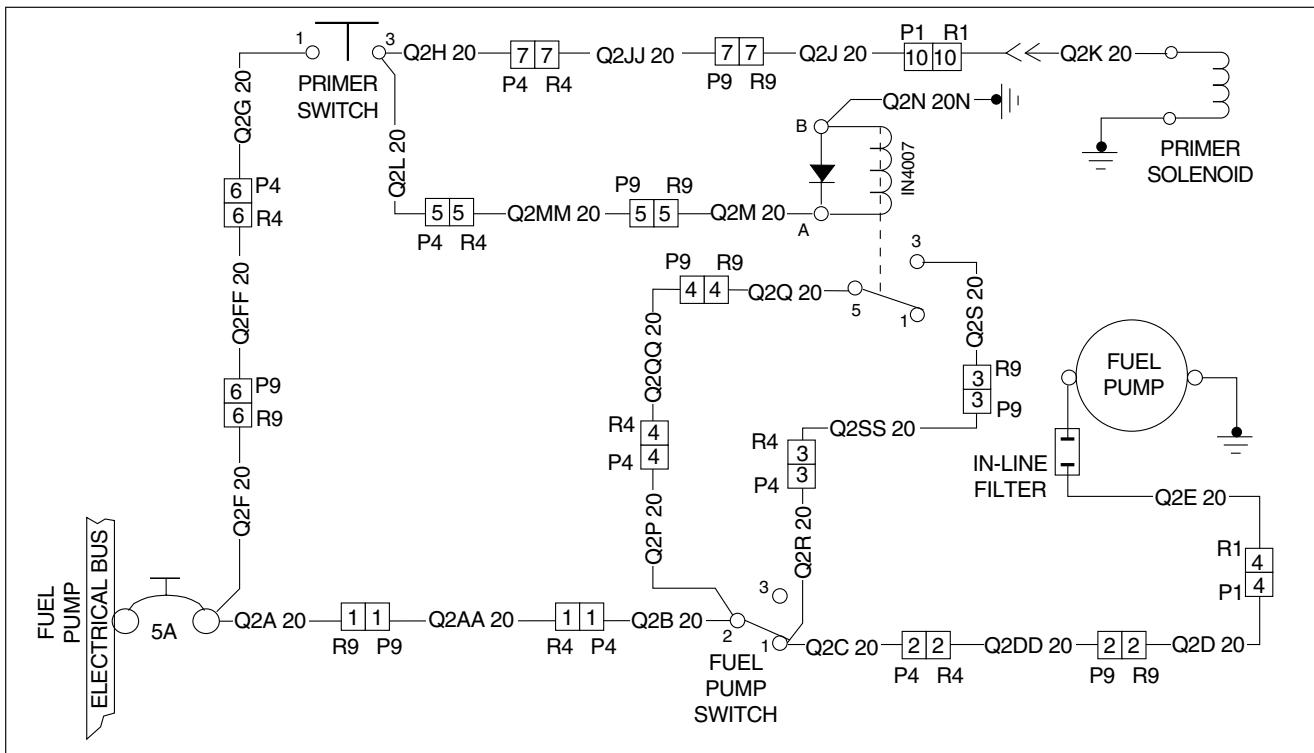 1
PRIMER
SWITCH
3
Q2H 20
7 7
P4 R4
Q2JJ 20
7 7
P9 R9
Q2J 20
P1 R1
10 10
Q2K 20
PRIMER
SOLENOID
Q2G 20
Q2L 20
Q2N 20N
B
IN4007
A
6 P4
6 R4
5 5
P4 R4
Q2MM 20
P9 R9
5 5
Q2M 20
Q2FF 20
P9 R9
4 4
Q2Q 20
5
3
1
Q2S 20
FUEL
PUMP
6 P9
6 R9
Q2QQ 20
3 R9
3 P9
R4 4
P4 4
Q2SS 20
R4 3
P4 3
IN-LINE
FILTER
Q2E 20
Q2F 20
Q2P 20
Q2R 20
R1 4
P1 4
FUEL
PUMP
ELECTRICAL BUS
5A
Q2A 20
1 1
R9 P9
Q2AA 20
1 1
R4 P4
Q2B 20
2
3
1
FUEL
PUMP
SWITCH
Q2C 20
2 2
P4 R4
Q2DD 20
2 2
P9 R9
Q2D 20